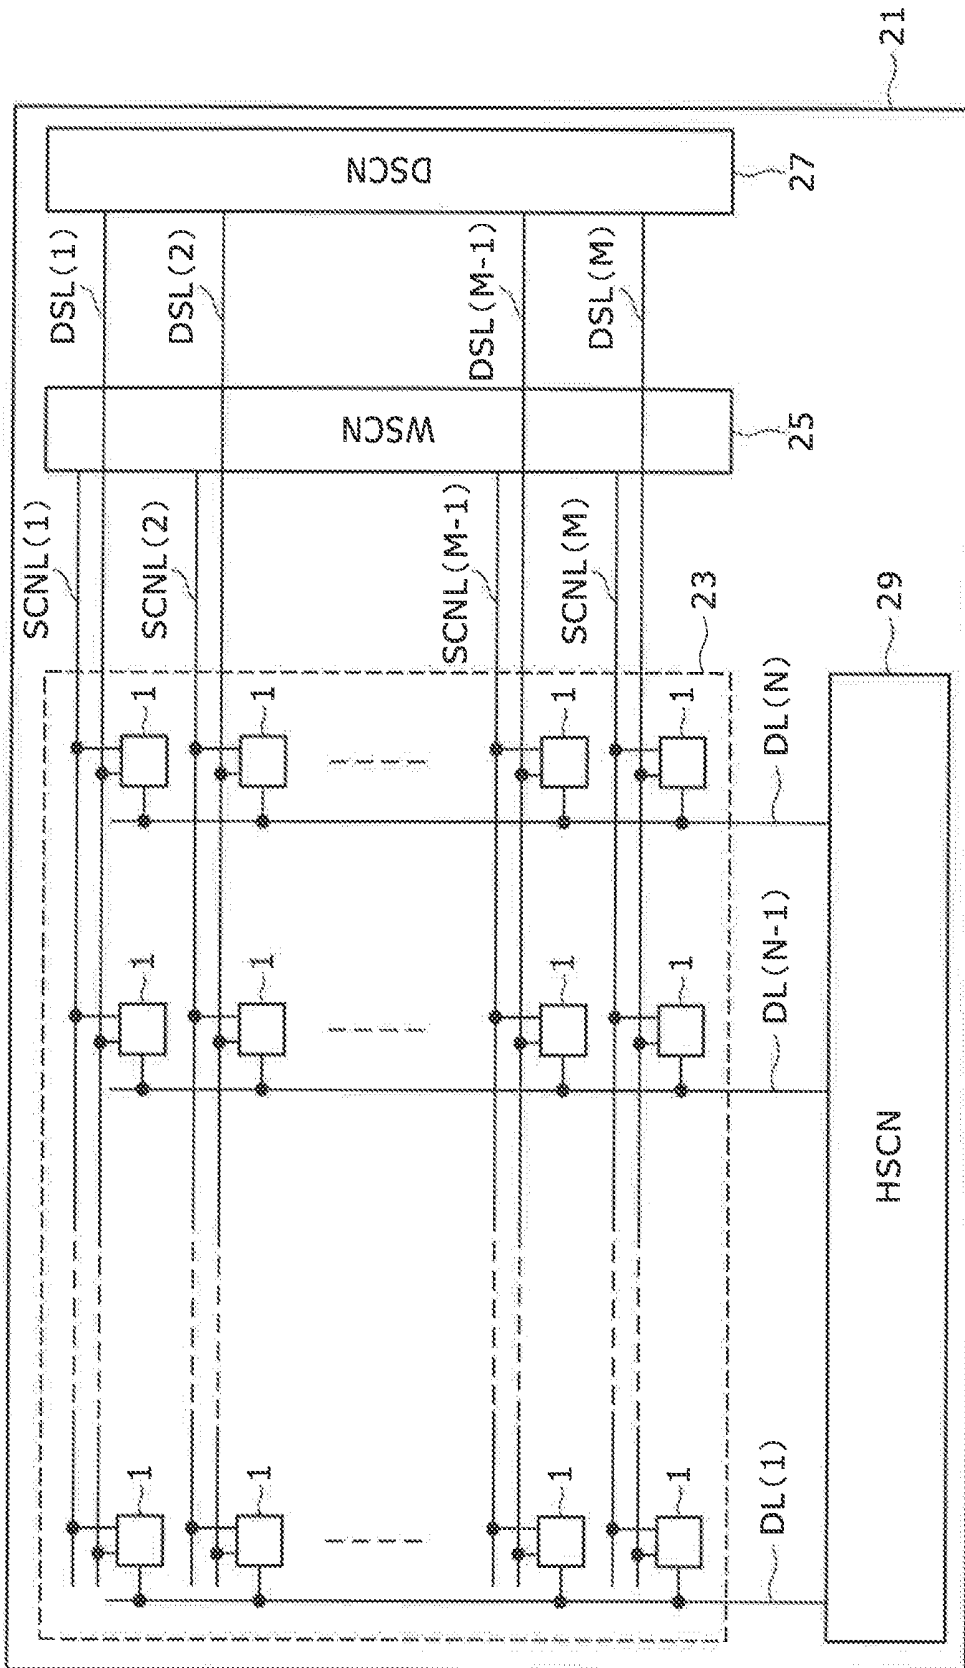 21
DSCN
27
DSL(1)
DSL(2)
DSL(M-1)
DSL(M)
WSCN
25
SCNL(1)
SCNL(2)
SCNL(M-1)
SCNL(M)
23
29
1
1
1
1
DL(N)
1
1
1
1
DL(N-1)
HSCN
1
1
1
1
DL(1)